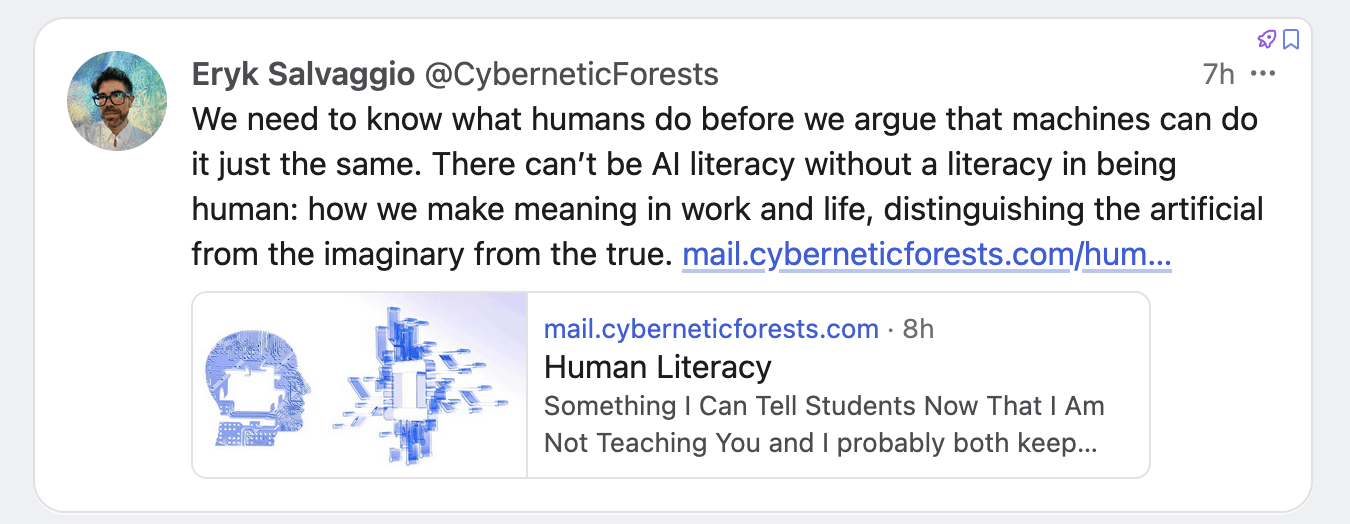 Eryk Salvaggio @CyberneticForests 7h ···
We need to know what humans do before we argue that machines can do
it just the same. There can’t be AI literacy without a literacy in being
human: how we make meaning in work and life, distinguishing the artificial
from the imaginary from the true. mail.cyberneticforests.com/hum…
mail.cyberneticforests.com · 8h
Human Literacy
Something I Can Tell Students Now That I Am
Not Teaching You and I probably both keep...